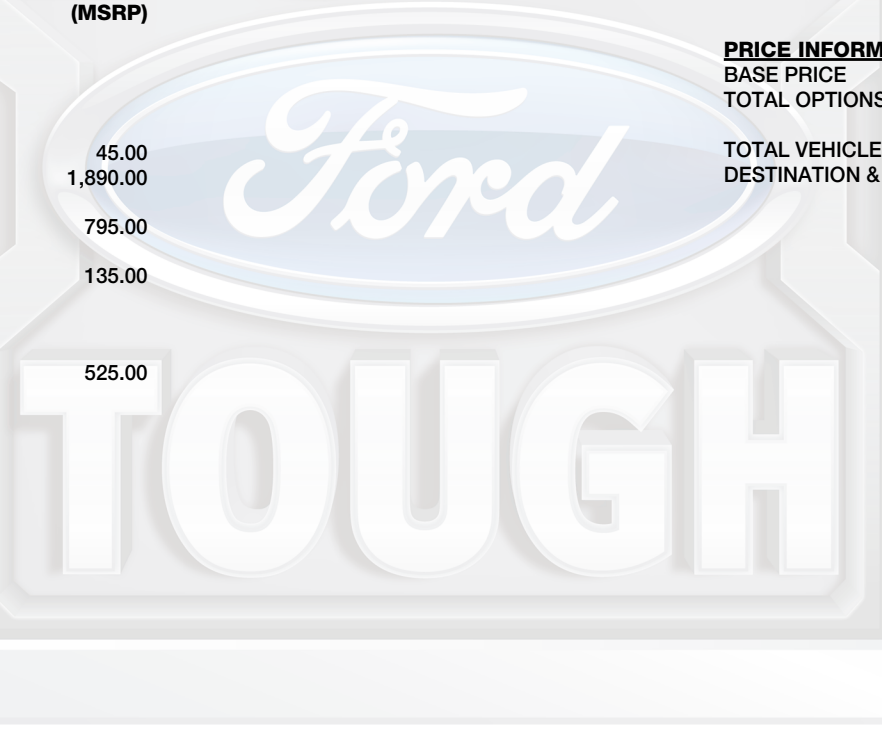 (MSRP)
45.00
1,890.00
795.00
135.00
525.00
PRICE INFORM
BASE PRICE
TOTAL OPTIONS
TOTAL VEHICLE
DESTINATION &
Ford
TOUGH